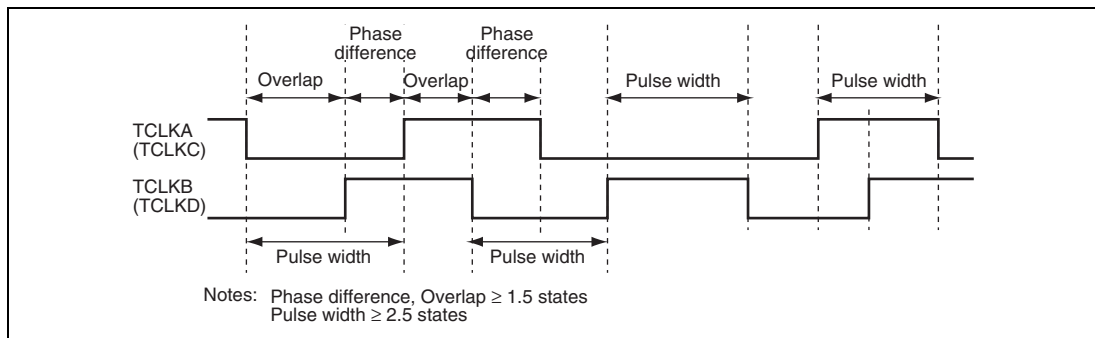 Phase difference
Phase difference
Overlap
Overlap
Pulse width
Pulse width
TCLKA
(TCLKC)
TCLKB
(TCLKD)
Pulse width
Pulse width
Notes: Phase difference, Overlap ≥ 1.5 states
Pulse width ≥ 2.5 states